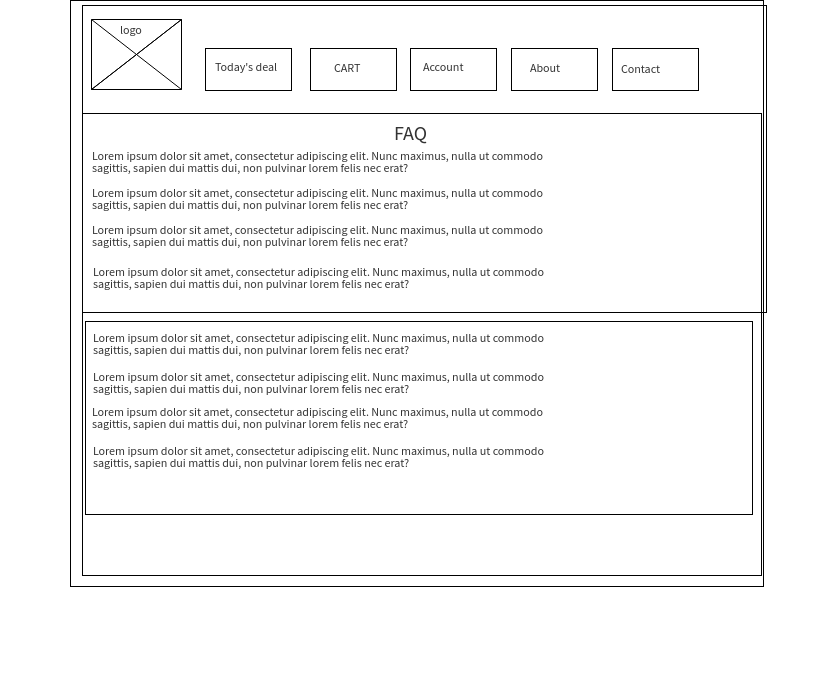 logo
Today's deal
CART
Account
About
Contact
FAQ
Lorem ipsum dolor sit amet, consectetur adipiscing elit. Nunc maximus, nulla ut commodo
sagittis, sapien dui mattis dui, non pulvinar lorem felis nec erat?
Lorem ipsum dolor sit amet, consectetur adipiscing elit. Nunc maximus, nulla ut commodo
sagittis, sapien dui mattis dui, non pulvinar lorem felis nec erat?
Lorem ipsum dolor sit amet, consectetur adipiscing elit. Nunc maximus, nulla ut commodo
sagittis, sapien dui mattis dui, non pulvinar lorem felis nec erat?
Lorem ipsum dolor sit amet, consectetur adipiscing elit. Nunc maximus, nulla ut commodo
sagittis, sapien dui mattis dui, non pulvinar lorem felis nec erat?
Lorem ipsum dolor sit amet, consectetur adipiscing elit. Nunc maximus, nulla ut commodo
sagittis, sapien dui mattis dui, non pulvinar lorem felis nec erat?
Lorem ipsum dolor sit amet, consectetur adipiscing elit. Nunc maximus, nulla ut commodo
sagittis, sapien dui mattis dui, non pulvinar lorem felis nec erat?
Lorem ipsum dolor sit amet, consectetur adipiscing elit. Nunc maximus, nulla ut commodo
sagittis, sapien dui mattis dui, non pulvinar lorem felis nec erat?
Lorem ipsum dolor sit amet, consectetur adipiscing elit. Nunc maximus, nulla ut commodo
sagittis, sapien dui mattis dui, non pulvinar lorem felis nec erat?